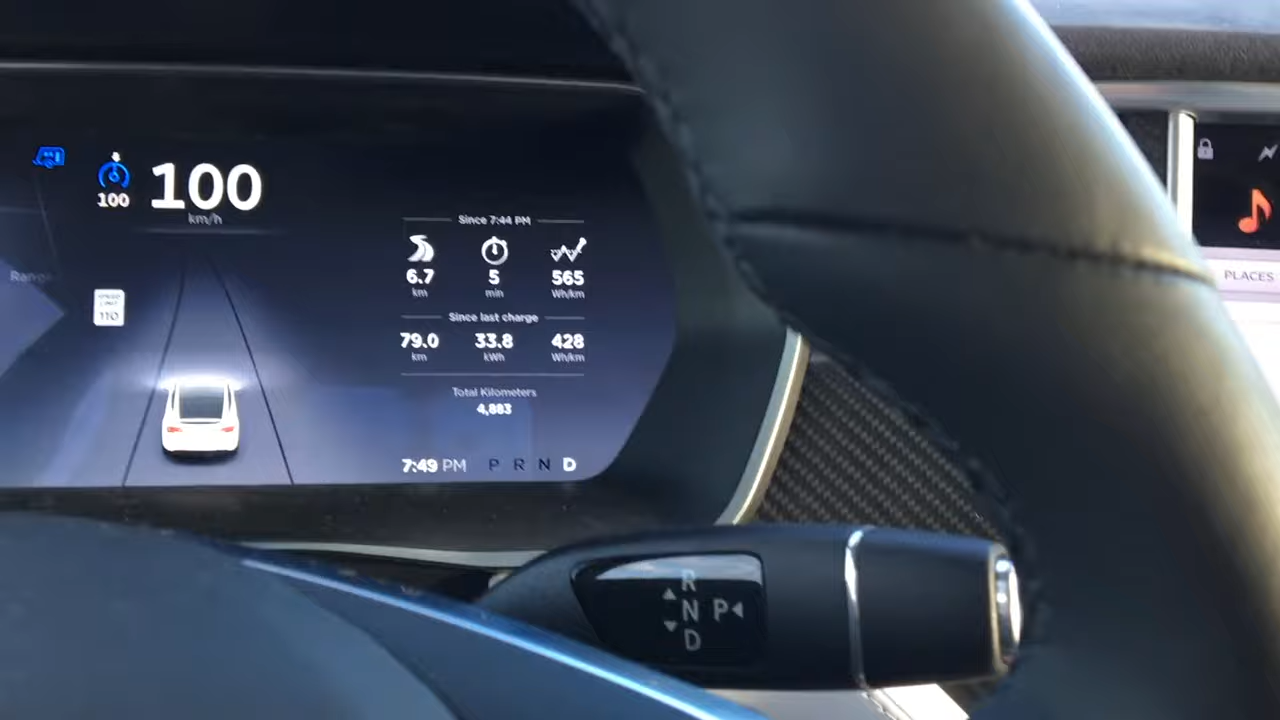 100
100
km/h
Range
SPEED
LIMIT
110
Since 7:44 PM
6.7 5 565
km min Wh/km
Since last charge
79.0 33.8 428
km kWh Wh/km
Total Kilometers
4,883
7:49 PM P R N D
R
N P
D
PLACES